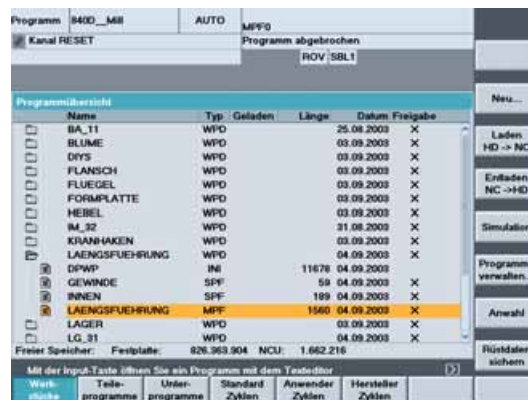 Programm 840D__Mill AUTO MPF0
Kanal RESET Programm abgebrochen
ROV SBL1
Programmübersicht
Name Typ Geladen Länge Datum Freigabe
BA_11 WPD 25.08.2003 X
BLUME WPD 03.09.2003 X
DIYS WPD 03.09.2003 X
FLANSCH WPD 03.09.2003 X
FLUEGEL WPD 03.09.2003 X
FORMPLATTE WPD 03.09.2003 X
HEBEL WPD 03.09.2003 X
IM_32 WPD 31.08.2003 X
KRANHAKEN WPD 03.09.2003 X
LAENGSFUEHRUNG WPD 04.09.2003 X
DPWP INI 11678 04.09.2003
GEWINDE SPF 59 04.09.2003 X
INNEN SPF 189 04.09.2003 X
LAENGSFUEHRUNG MPF 1560 04.09.2003 X
LAGER WPD 03.09.2003 X
LG_31 WPD 04.09.2003 X
Freier Speicher: Festplatte: 826.363.904 NCU: 1.662.216
Mit der Input-Taste öffnen Sie ein Programm mit dem Texteditor
Werk-
stücke
Teile-
programme
Unter-
programme
Standard
Zyklen
Anwender
Zyklen
Hersteller
Zyklen
Neu...
Laden
HD -> NC
Entladen
NC ->HD
Simulation
Programm
verwalten.
Anwahl
Rüstdaten
sichern